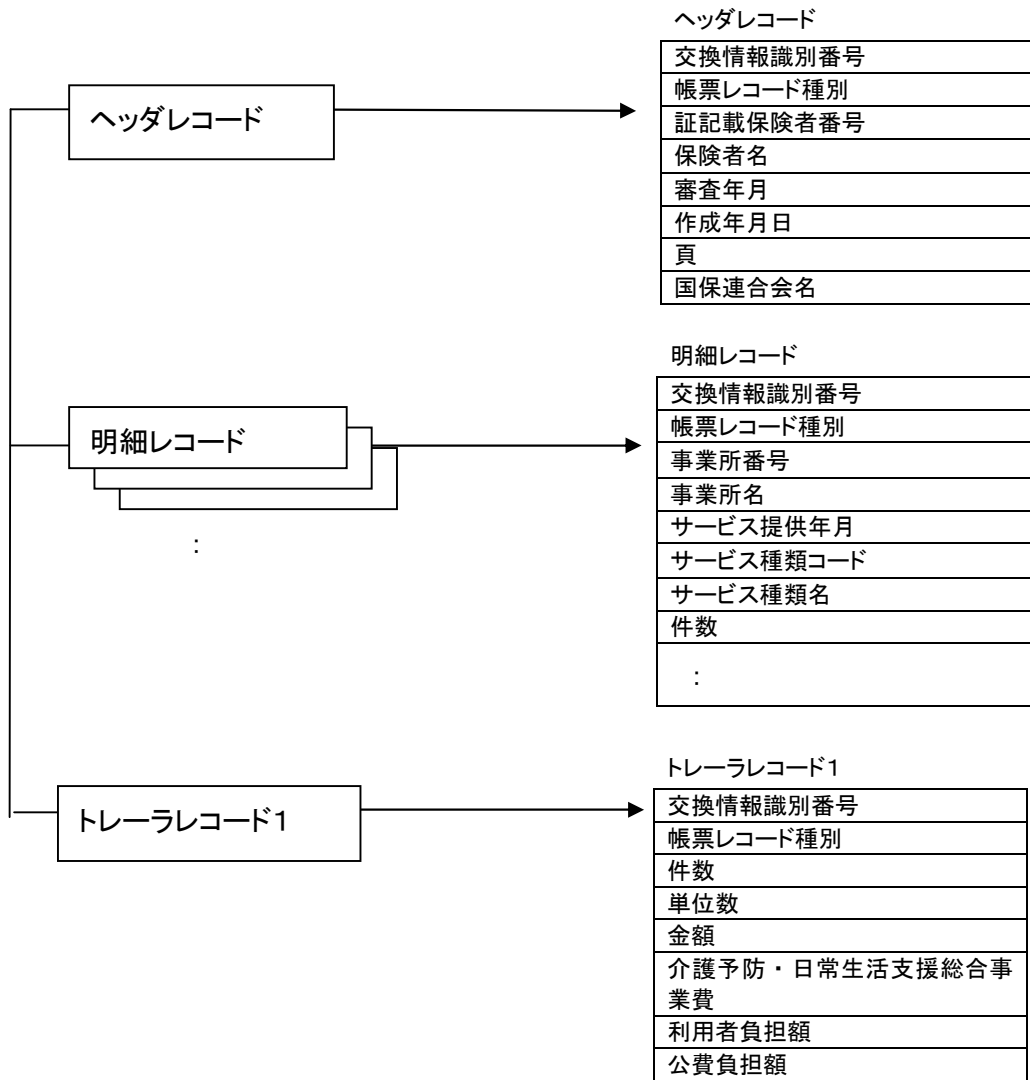 ヘッダレコード
ヘッダレコード
交換情報識別番号
帳票レコード種別
証記載保険者番号
保険者名
審査年月
作成年月日
頁
国保連合会名
明細レコード
:
明細レコード
交換情報識別番号
帳票レコード種別
事業所番号
事業所名
サービス提供年月
サービス種類コード
サービス種類名
件数
:
トレーラレコード1
トレーラレコード1
交換情報識別番号
帳票レコード種別
件数
単位数
金額
介護予防・日常生活支援総合事
業費
利用者負担額
公費負担額